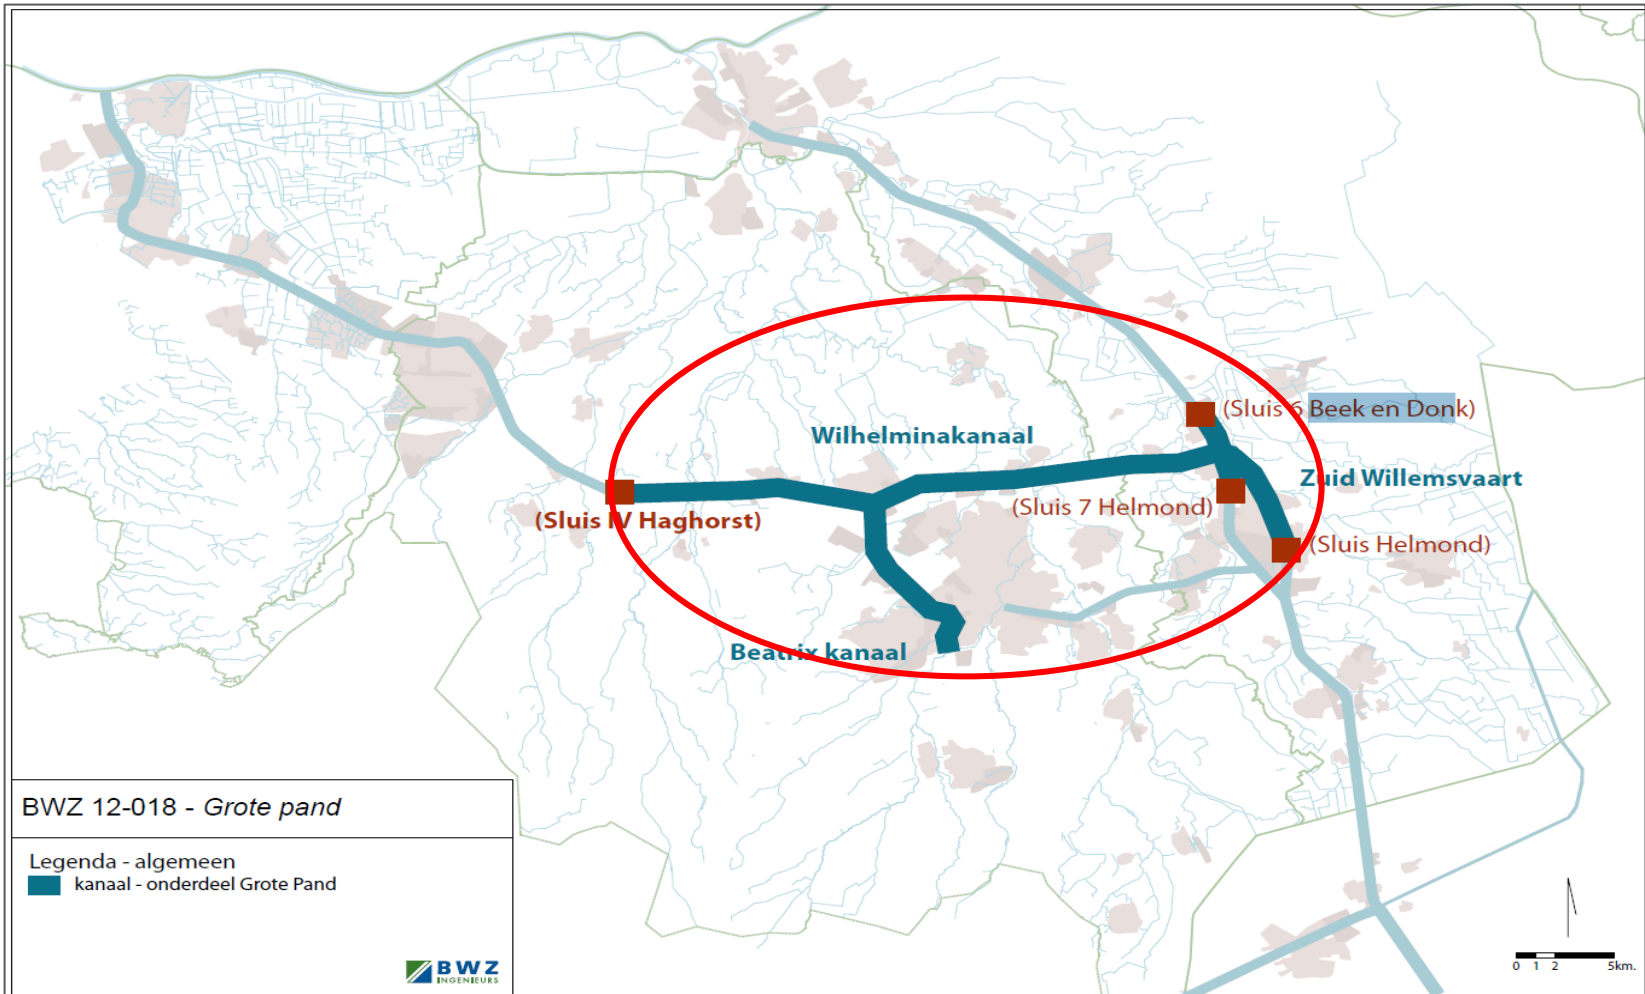 (Sluis 6 Beek en Donk)
Wilhelminakanaal
Zuid Willemsvaart
(Sluis 7 Helmond)
(Sluis IV Haghorst)
(Sluis Helmond)
Beatrix kanaal
BWZ 12-018 - Grote pand
Legenda - algemeen
kanaal - onderdeel Grote Pand
BWZ
INGENIEURS
0 1 2 5km.